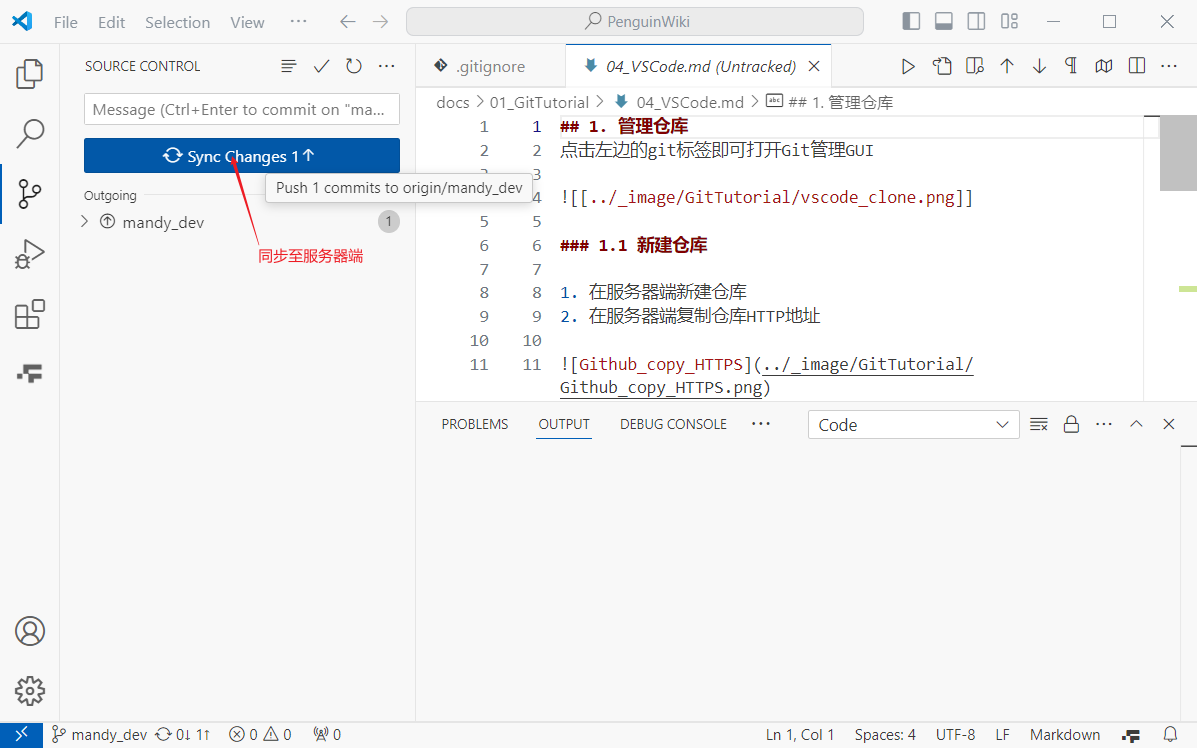 File Edit Selection View ··· PenguinWiki
SOURCE CONTROL
Message (Ctrl+Enter to commit on "ma...
Sync Changes 1↑
Push 1 commits to origin/mandy_dev
Outgoing
mandy_dev 1
同步至服务器端
.gitignore
04_VSCode.md (Untracked)
docs > 01_GitTutorial > 04_VSCode.md > ## 1. 管理仓库
1 1 ## 1. 管理仓库
2 2 点击左边的git标签即可打开Git管理GUI
3
4 ![[../_image/GitTutorial/vscode_clone.png]]
5 5
6 6 ### 1.1 新建仓库
7 7
8 8 1. 在服务器端新建仓库
9 9 2. 在服务器端复制仓库HTTP地址
10 10
11 11 ![Github_copy_HTTPS](../_image/GitTutorial/
Github_copy_HTTPS.png)
PROBLEMS OUTPUT DEBUG CONSOLE ··· Code
mandy_dev 0↓ 1↑ 0 0 0 Ln 1, Col 1 Spaces: 4 UTF-8 LF Markdown